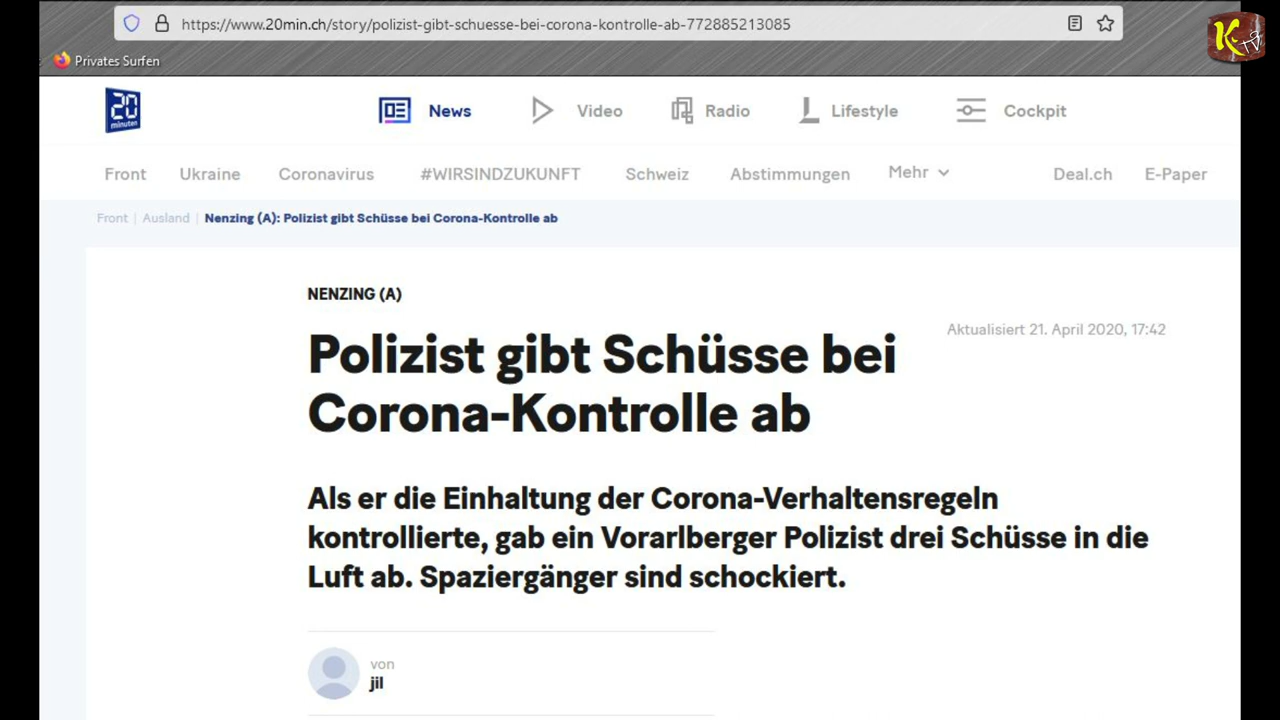 https://www.20min.ch/story/polizist-gibt-schuesse-bei-corona-kontrolle-ab-772885213085
K TV
Privates Surfen
20 minuten
News Video Radio Lifestyle Cockpit
Front Ukraine Coronavirus #WIRSINDZUKUNFT Schweiz Abstimmungen Mehr Deal.ch E-Paper
Front | Ausland | Nenzing (A): Polizist gibt Schüsse bei Corona-Kontrolle ab
NENZING (A)
Aktualisiert 21. April 2020, 17:42
Polizist gibt Schüsse bei
Corona-Kontrolle ab
Als er die Einhaltung der Corona-Verhaltensregeln
kontrollierte, gab ein Vorarlberger Polizist drei Schüsse in die
Luft ab. Spaziergänger sind schockiert.
von
jil